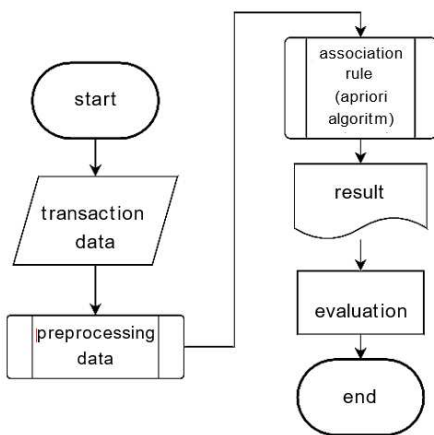 start
transaction
data
preprocessing
data
association
rule
(apriori
algoritm)
result
evaluation
end